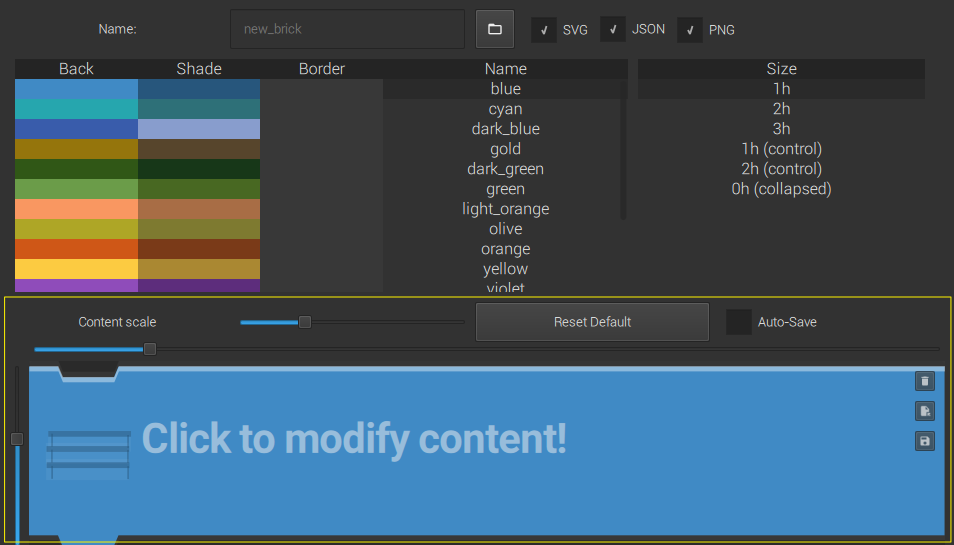 Name: new_brick SVG JSON PNG
Back Shade Border Name Size
blue 1h
cyan 2h
dark_blue 3h
gold 1h (control)
dark_green 2h (control)
green 0h (collapsed)
light_orange
olive
orange
yellow
violet
Content scale Reset Default Auto-Save
Click to modify content!